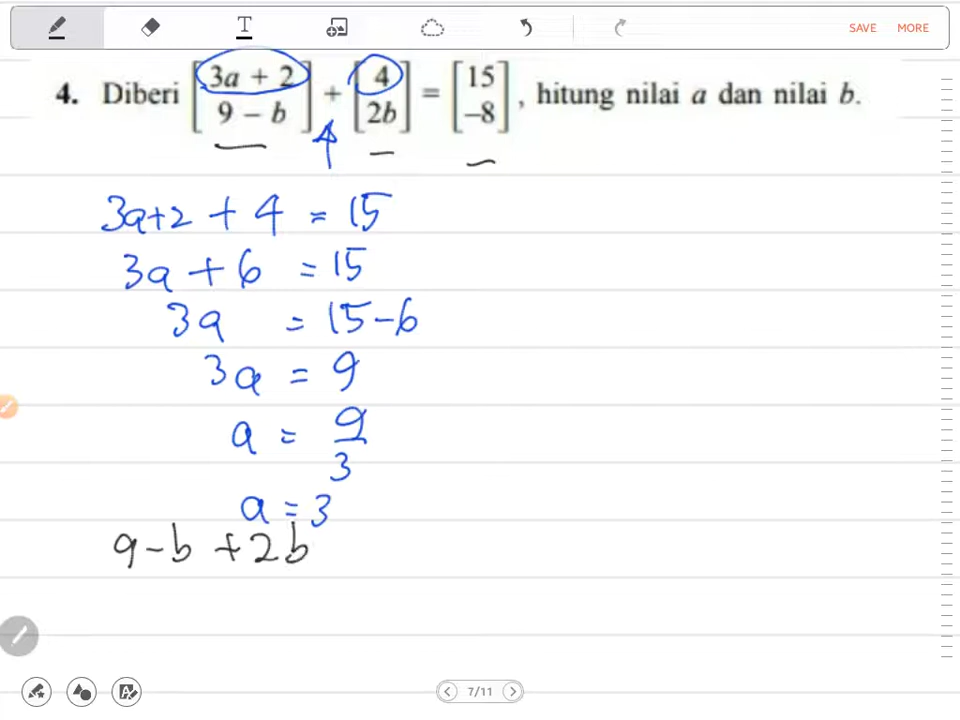 T SAVE MORE
4. Diberi [3a + 2 / 9 − b] + [4 / 2b] = [15 / −8], hitung nilai a dan nilai b.
3a+2 + 4 = 15
3a + 6 = 15
3a = 15-6
3a = 9
a = 9/3
a = 3
9-b +2b
7/11